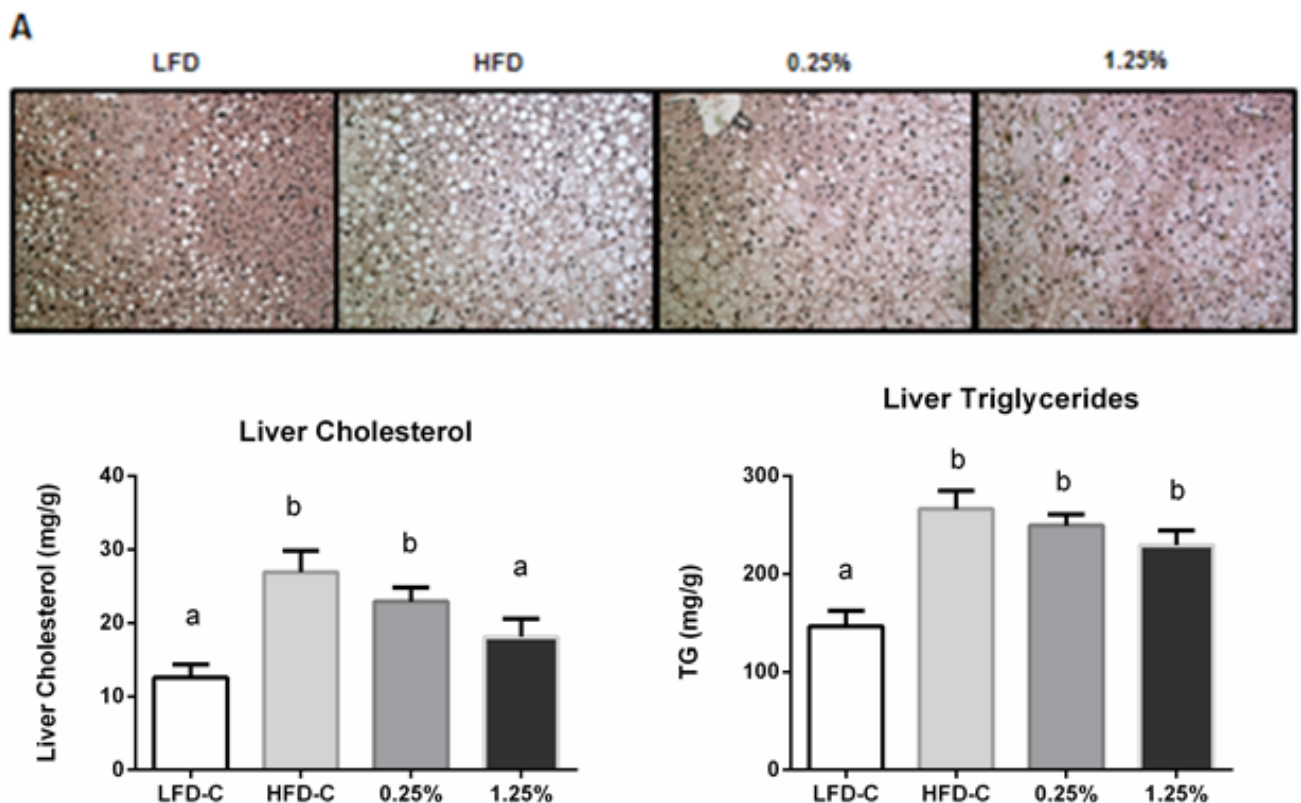 A
LFD HFD 0.25% 1.25%
Liver Cholesterol
Liver Cholesterol (mg/g)
40
30
20
10
0
a
b
b
a
LFD-C HFD-C 0.25% 1.25%
Liver Triglycerides
TG (mg/g)
300
200
100
0
a
b
b
b
LFD-C HFD-C 0.25% 1.25%